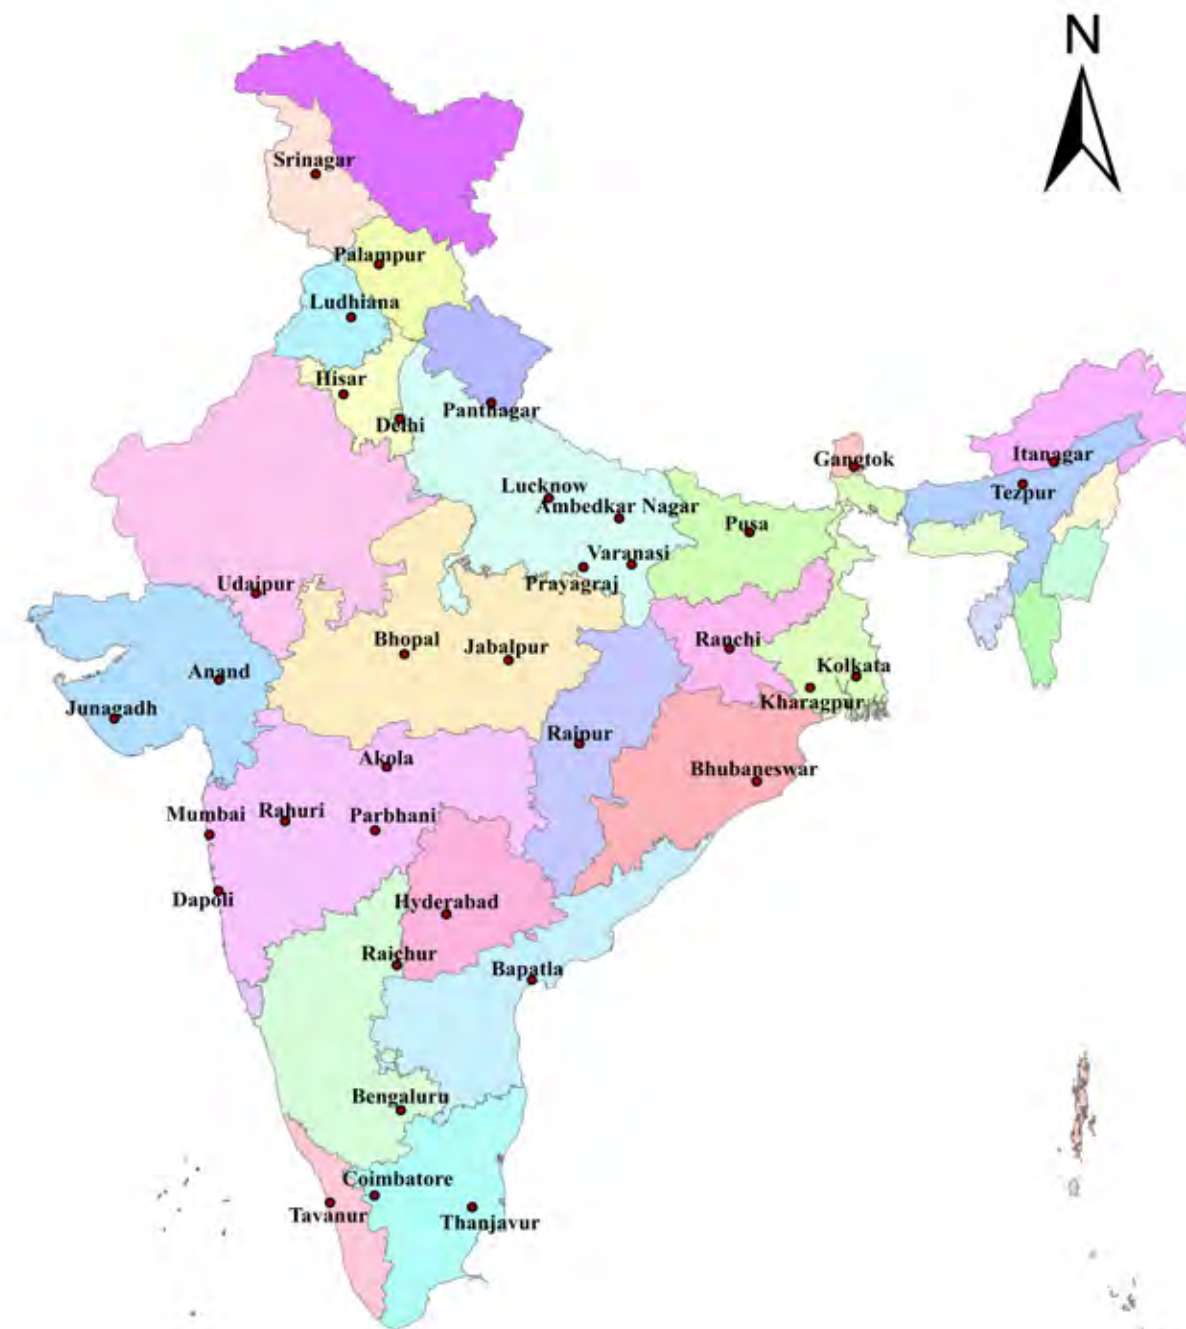 N
Srinagar
Palampur
Ludhiana
Hisar
Delhi
Panthagar
Gangtok
Itanagar
Tezpur
Lucknow
Ambedkar Nagar
Pusa
Varanasi
Prayagraj
Udaipur
Bhopal
Jabalpur
Ranchi
Kolkata
Kharagpur
Anand
Junagadh
Raipur
Akola
Bhubaneswar
Mumbai
Rahuri
Parbhani
Dapoli
Hyderabad
Raichur
Bapatla
Bengaluru
Coimbatore
Tavanur
Thanjavur